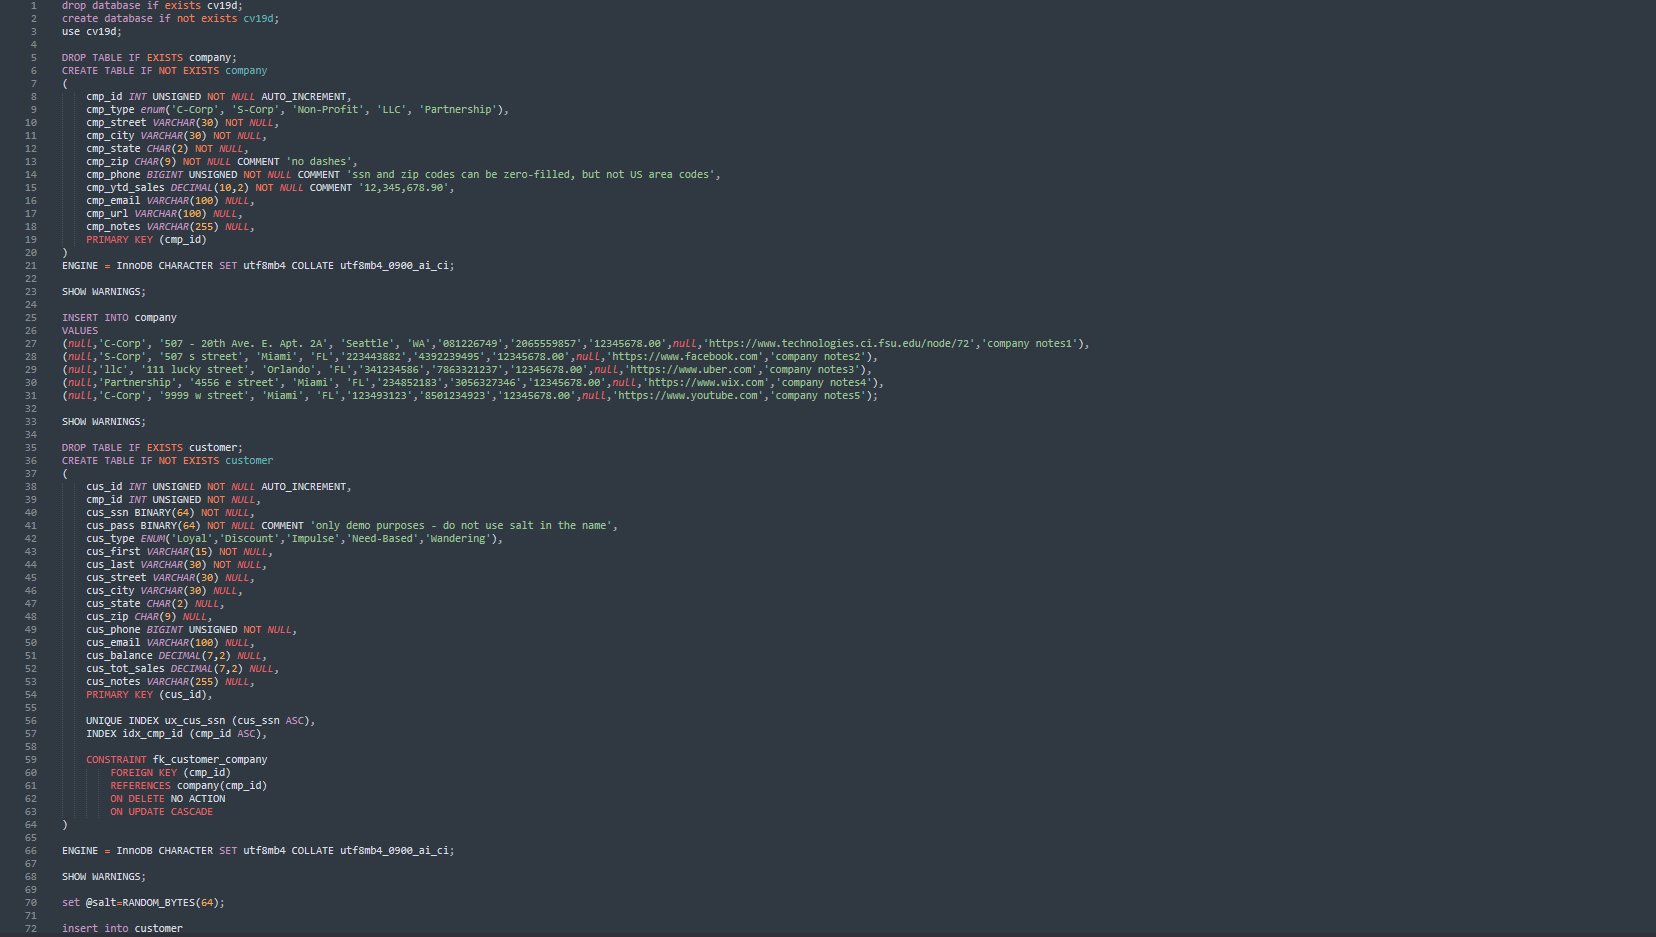 1 drop database if exists cv19d;
2 create database if not exists cv19d;
3 use cv19d;
4
5 DROP TABLE IF EXISTS company;
6 CREATE TABLE IF NOT EXISTS company
7 (
8 cmp_id INT UNSIGNED NOT NULL AUTO_INCREMENT,
9 cmp_type enum('C-Corp', 'S-Corp', 'Non-Profit', 'LLC', 'Partnership'),
10 cmp_street VARCHAR(30) NOT NULL,
11 cmp_city VARCHAR(30) NOT NULL,
12 cmp_state CHAR(2) NOT NULL,
13 cmp_zip CHAR(9) NOT NULL COMMENT 'no dashes',
14 cmp_phone BIGINT UNSIGNED NOT NULL COMMENT 'ssn and zip codes can be zero-filled, but not US area codes',
15 cmp_ytd_sales DECIMAL(10,2) NOT NULL COMMENT '12,345,678.90',
16 cmp_email VARCHAR(100) NULL,
17 cmp_url VARCHAR(100) NULL,
18 cmp_notes VARCHAR(255) NULL,
19 PRIMARY KEY (cmp_id)
20 )
21 ENGINE = InnoDB CHARACTER SET utf8mb4 COLLATE utf8mb4_0900_ai_ci;
22
23 SHOW WARNINGS;
24
25 INSERT INTO company
26 VALUES
27 (null,'C-Corp', '507 - 20th Ave. E. Apt. 2A', 'Seattle', 'WA','081226749','2065559857','12345678.00',null,'https://www.technologies.ci.fsu.edu/node/72','company notes1'),
28 (null,'S-Corp', '507 s street', 'Miami', 'FL','223443882','4392239495','12345678.00',null,'https://www.facebook.com','company notes2'),
29 (null,'llc', '111 lucky street', 'Orlando', 'FL','341234586','7863321237','12345678.00',null,'https://www.uber.com','company notes3'),
30 (null,'Partnership', '4556 e street', 'Miami', 'FL','234852183','3056327346','12345678.00',null,'https://www.wix.com','company notes4'),
31 (null,'C-Corp', '9999 w street', 'Miami', 'FL','123493123','8501234923','12345678.00',null,'https://www.youtube.com','company notes5');
32
33 SHOW WARNINGS;
34
35 DROP TABLE IF EXISTS customer;
36 CREATE TABLE IF NOT EXISTS customer
37 (
38 cus_id INT UNSIGNED NOT NULL AUTO_INCREMENT,
39 cmp_id INT UNSIGNED NOT NULL,
40 cus_ssn BINARY(64) NOT NULL,
41 cus_pass BINARY(64) NOT NULL COMMENT 'only demo purposes - do not use salt in the name',
42 cus_type ENUM('Loyal','Discount','Impulse','Need-Based','Wandering'),
43 cus_first VARCHAR(15) NOT NULL,
44 cus_last VARCHAR(30) NOT NULL,
45 cus_street VARCHAR(30) NULL,
46 cus_city VARCHAR(30) NULL,
47 cus_state CHAR(2) NULL,
48 cus_zip CHAR(9) NULL,
49 cus_phone BIGINT UNSIGNED NOT NULL,
50 cus_email VARCHAR(100) NULL,
51 cus_balance DECIMAL(7,2) NULL,
52 cus_tot_sales DECIMAL(7,2) NULL,
53 cus_notes VARCHAR(255) NULL,
54 PRIMARY KEY (cus_id),
55
56 UNIQUE INDEX ux_cus_ssn (cus_ssn ASC),
57 INDEX idx_cmp_id (cmp_id ASC),
58
59 CONSTRAINT fk_customer_company
60 FOREIGN KEY (cmp_id)
61 REFERENCES company(cmp_id)
62 ON DELETE NO ACTION
63 ON UPDATE CASCADE
64 )
65
66 ENGINE = InnoDB CHARACTER SET utf8mb4 COLLATE utf8mb4_0900_ai_ci;
67
68 SHOW WARNINGS;
69
70 set @salt=RANDOM_BYTES(64);
71
72 insert into customer